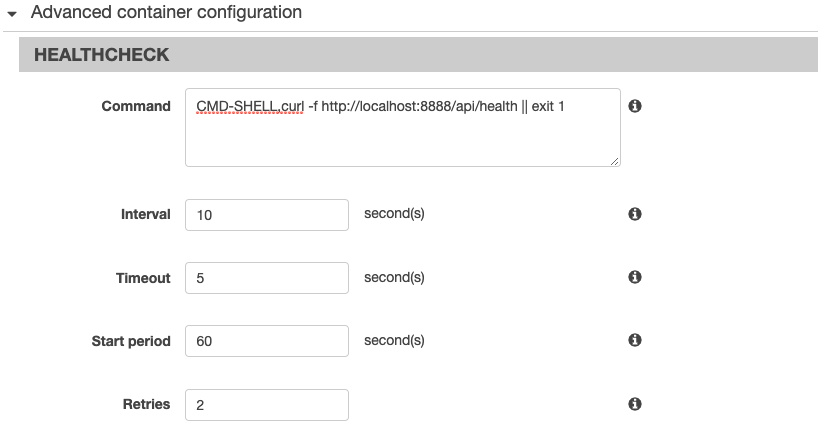 Advanced container configuration
HEALTHCHECK
Command CMD-SHELL,curl -f http://localhost:8888/api/health || exit 1
Interval 10 second(s)
Timeout 5 second(s)
Start period 60 second(s)
Retries 2